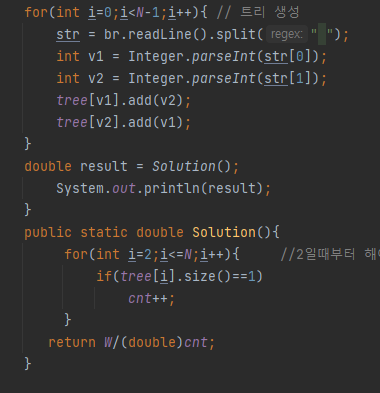 for(int i=0;i<N-1;i++){ // 트리 생성
str = br.readLine().split( regex: " ");
int v1 = Integer.parseInt(str[0]);
int v2 = Integer.parseInt(str[1]);
tree[v1].add(v2);
tree[v2].add(v1);
}
double result = Solution();
System.out.println(result);
}
public static double Solution(){
for(int i=2;i<=N;i++){ //2일때부터 해야
if(tree[i].size()==1)
cnt++;
}
return W/(double)cnt;
}